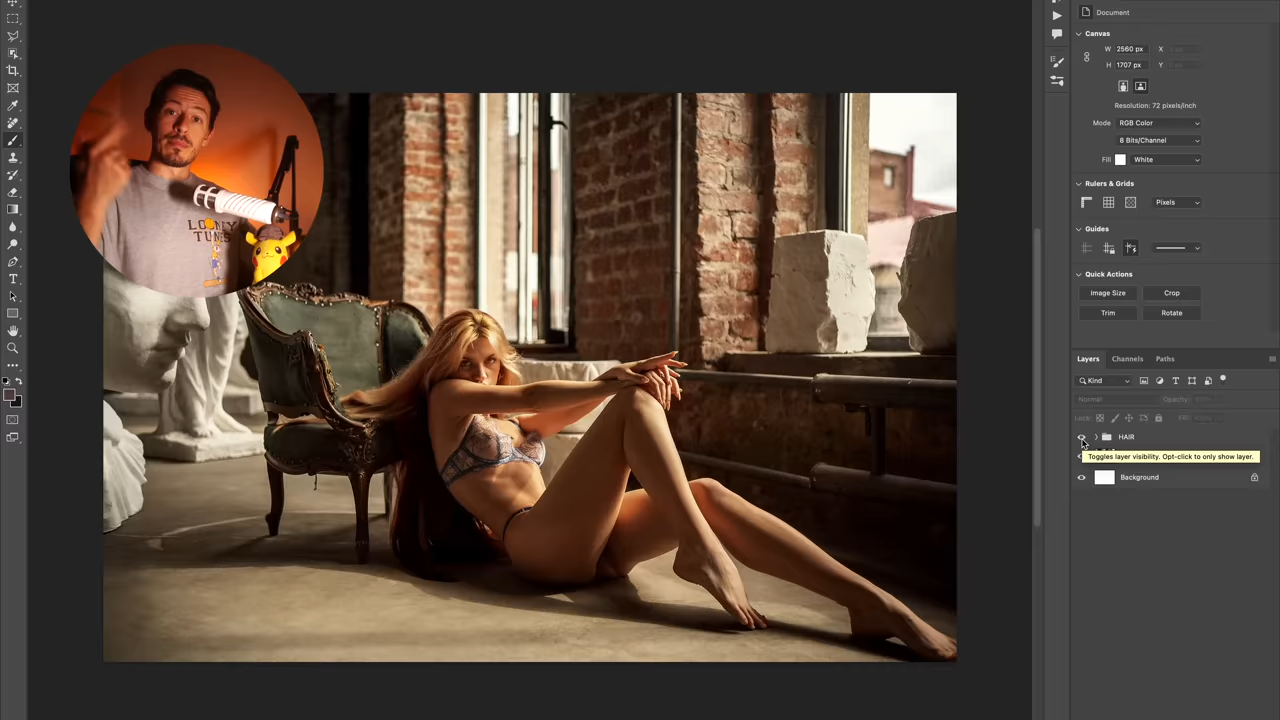 LOONEY
TUNES
Document
Canvas
W 2560 px X
H 1707 px Y
Resolution: 72 pixels/inch
Mode RGB Color
8 Bits/Channel
Fill White
Rulers & Grids
Pixels
Guides
Quick Actions
Image Size Crop
Trim Rotate
Layers Channels Paths
Kind
Normal Opacity:
Lock: Fill:
HAIR
Toggles layer visibility. Opt-click to only show layer.
Background